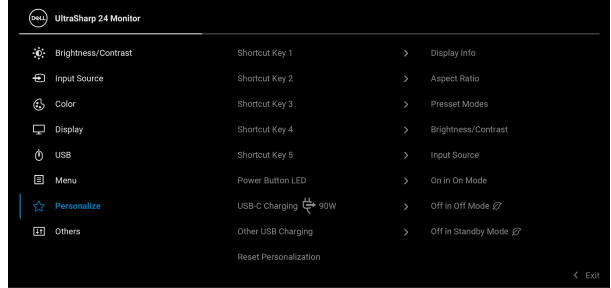 DELL UltraSharp 24 Monitor
Brightness/Contrast Shortcut Key 1 > Display Info
Input Source Shortcut Key 2 > Aspect Ratio
Color Shortcut Key 3 > Presset Modes
Display Shortcut Key 4 > Brightness/Contrast
USB Shortcut Key 5 > Input Source
Menu Power Button LED > On in On Mode
Personalize USB-C Charging 90W > Off in Off Mode
Others Other USB Charging > Off in Standby Mode
Reset Personalization
< Exit